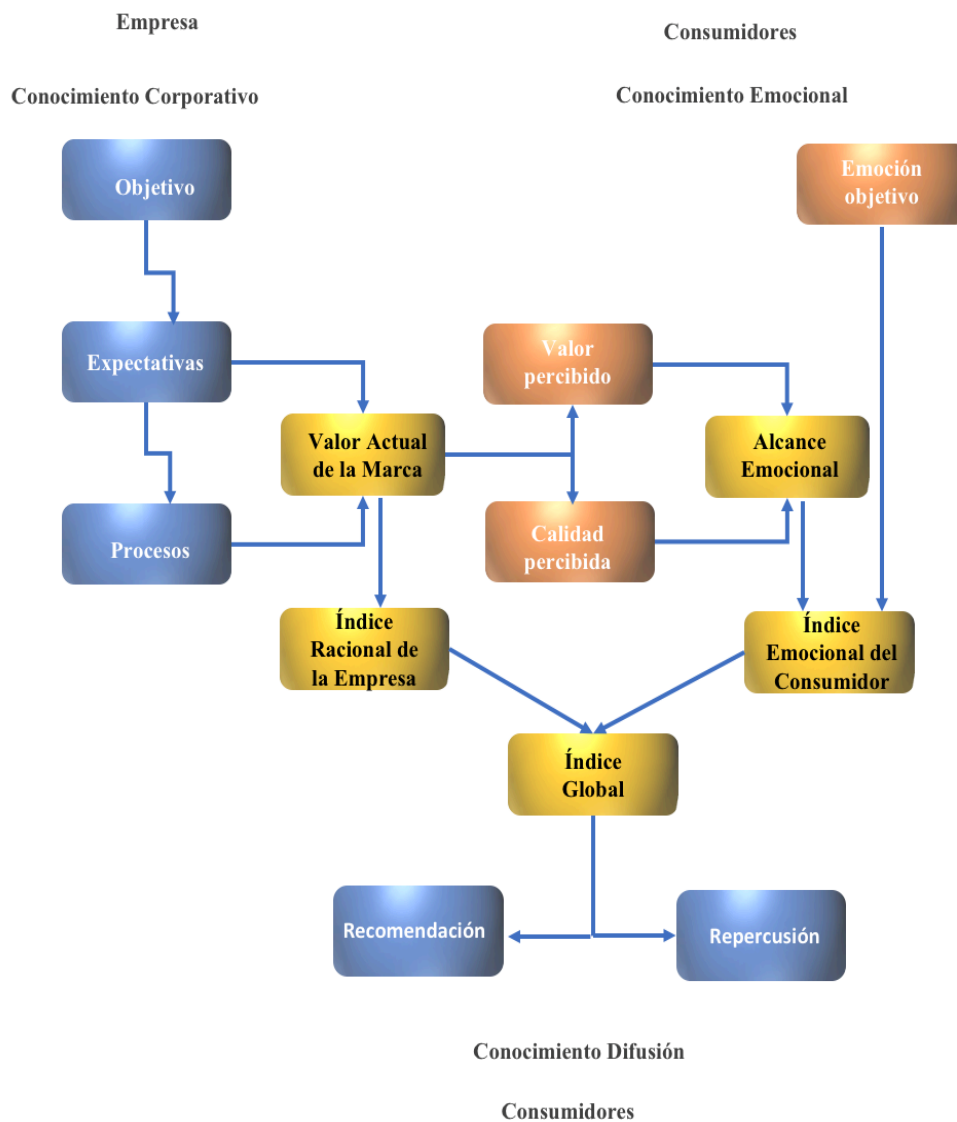 Empresa
Consumidores
Conocimiento Corporativo
Conocimiento Emocional
Objetivo
Emoción
objetivo
Expectativas
Valor
percibido
Valor Actual
de la Marca
Alcance
Emocional
Procesos
Calidad
percibida
Índice
Racional de
la Empresa
Índice
Emocional del
Consumidor
Índice
Global
Recomendación
Repercusión
Conocimiento Difusión
Consumidores